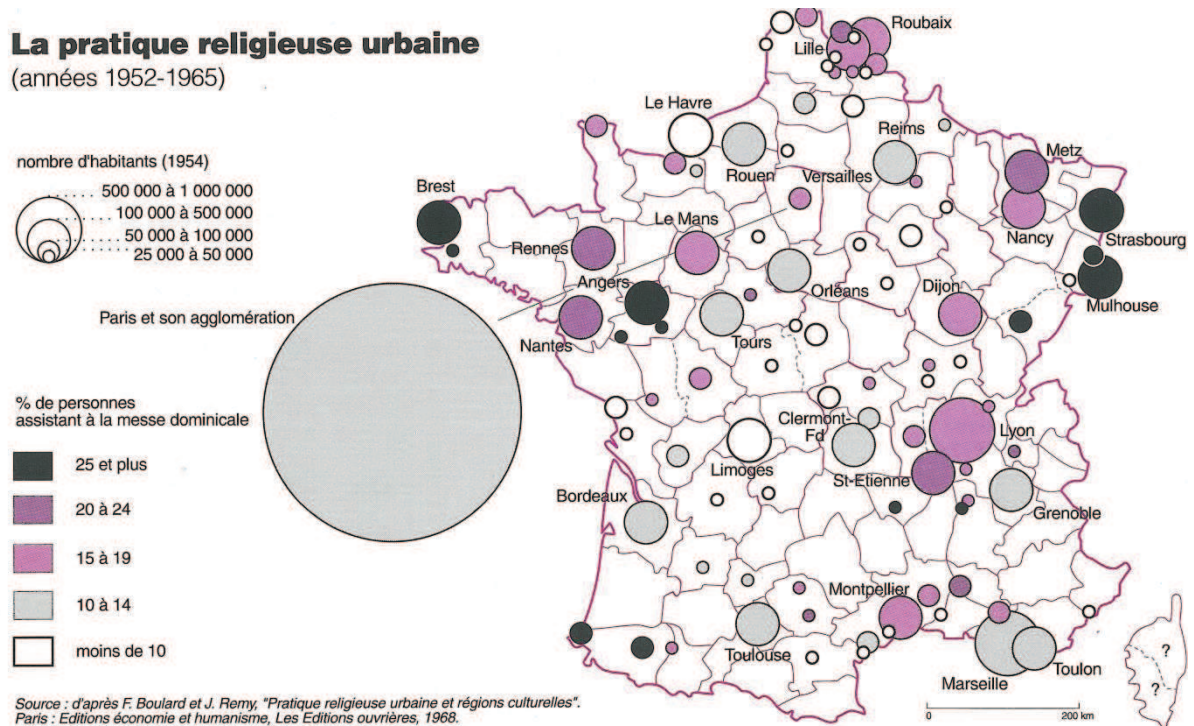 La pratique religieuse urbaine
(années 1952-1965)
nombre d'habitants (1954)
500 000 à 1 000 000
100 000 à 500 000
50 000 à 100 000
25 000 à 50 000
Paris et son agglomération
% de personnes
assistant à la messe dominicale
25 et plus
20 à 24
15 à 19
10 à 14
moins de 10
Roubaix
Lille
Le Havre
Reims
Metz
Rouen
Versailles
Brest
Le Mans
Nancy
Strasbourg
Rennes
Angers
Orléans
Dijon
Mulhouse
Nantes
Tours
Clermont-
Fd
Lyon
Limoges
St-Etienne
Bordeaux
Grenoble
Montpellier
Toulouse
Marseille
Toulon
?
?
0
200 km
Source : d'après F. Boulard et J. Remy, "Pratique religieuse urbaine et régions culturelles".
Paris : Editions économie et humanisme, Les Editions ouvrières, 1968.